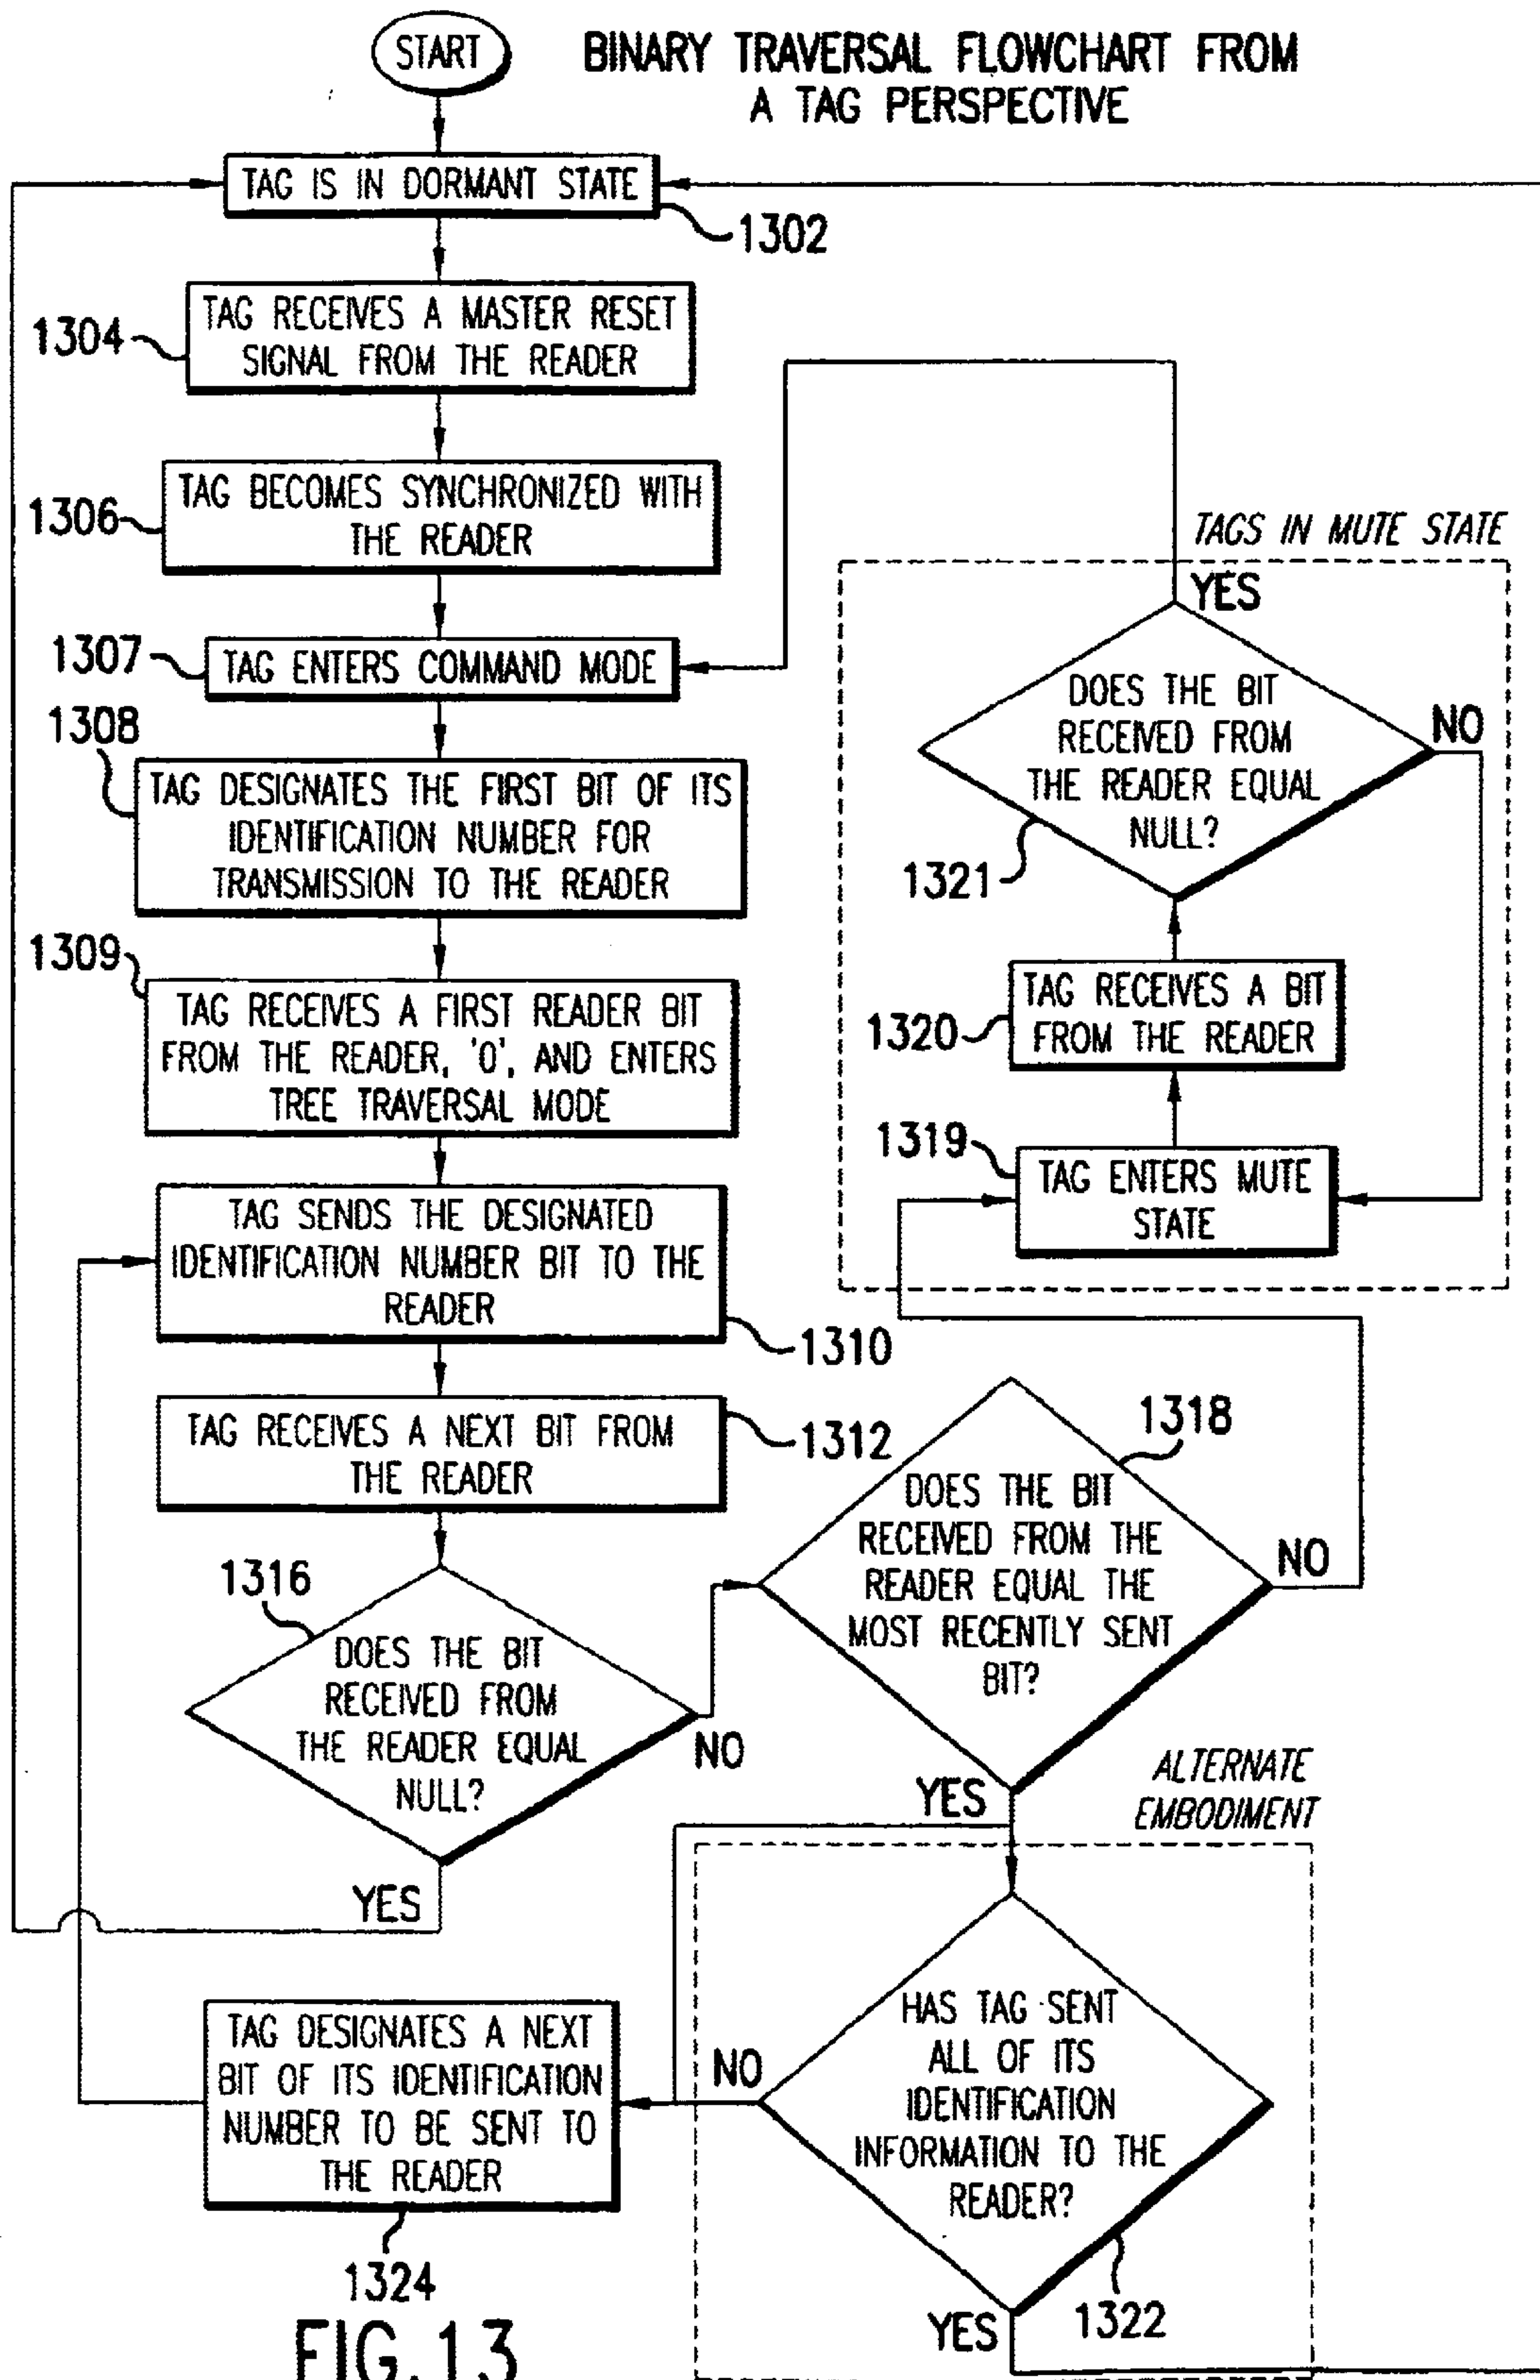 START
BINARY TRAVERSAL FLOWCHART FROM
A TAG PERSPECTIVE
TAG IS IN DORMANT STATE
1302
TAG RECEIVES A MASTER RESET
SIGNAL FROM THE READER
1304
TAG BECOMES SYNCHRONIZED WITH
THE READER
1306
TAG ENTERS COMMAND MODE
1307
1308
TAG DESIGNATES THE FIRST BIT OF ITS
IDENTIFICATION NUMBER FOR
TRANSMISSION TO THE READER
1309
TAG RECEIVES A FIRST READER BIT
FROM THE READER, '0', AND ENTERS
TREE TRAVERSAL MODE
TAG SENDS THE DESIGNATED
IDENTIFICATION NUMBER BIT TO THE
READER
1310
TAG RECEIVES A NEXT BIT FROM
THE READER
1312
1316
DOES THE BIT
RECEIVED FROM
THE READER EQUAL
NULL?
NO
YES
1318
DOES THE BIT
RECEIVED FROM THE
READER EQUAL THE
MOST RECENTLY SENT
BIT?
NO
YES
TAGS IN MUTE STATE
YES
DOES THE BIT
RECEIVED FROM
THE READER EQUAL
NULL?
NO
1321
TAG RECEIVES A BIT
FROM THE READER
1320
1319
TAG ENTERS MUTE
STATE
ALTERNATE
EMBODIMENT
HAS TAG SENT
ALL OF ITS
IDENTIFICATION
INFORMATION TO THE
READER?
NO
YES
1322
TAG DESIGNATES A NEXT
BIT OF ITS IDENTIFICATION
NUMBER TO BE SENT TO
THE READER
1324
FIG.13